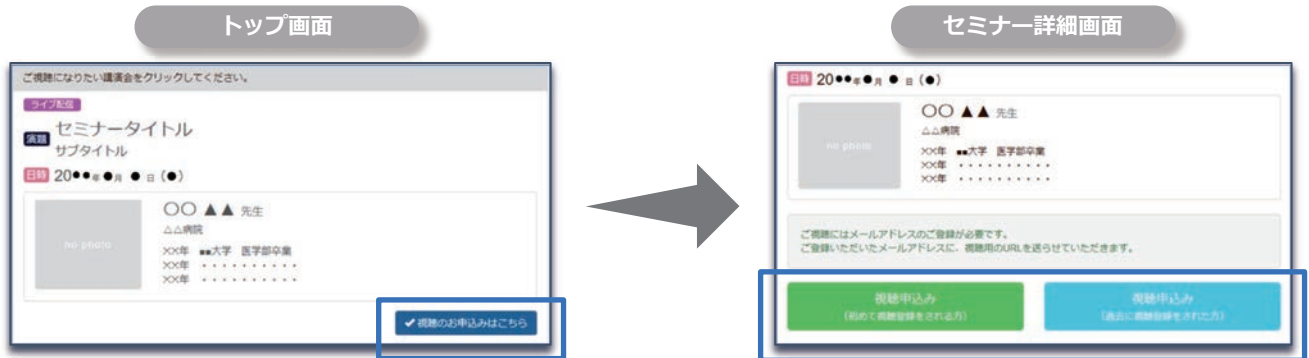 トップ画面
ご視聴になりたい講演会をクリックしてください。
ライブ配信
演題 セミナータイトル
サブタイトル
日時 20●●年●月 ● 日 (●)
no photo
〇〇 ▲▲ 先生
△△病院
××年 ■■大学 医学部卒業
××年 ・・・・・・・・・・
××年 ・・・・・・・・・・
✔視聴のお申込みはこちら
セミナー詳細画面
日時 20●●年●月 ● 日 (●)
no photo
〇〇 ▲▲ 先生
△△病院
××年 ■■大学 医学部卒業
××年 ・・・・・・・・・・
××年 ・・・・・・・・・・
ご視聴にはメールアドレスのご登録が必要です。
ご登録いただいたメールアドレスに、視聴用のURLを送らせていただきます。
視聴申込み
(初めて視聴登録をされる方)
視聴申込み
(過去に視聴登録をされた方)